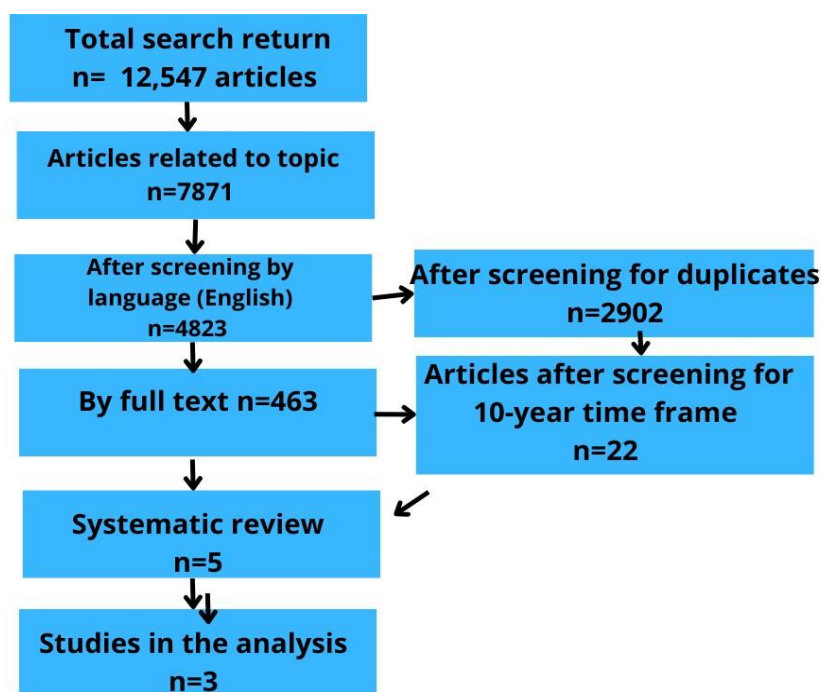 Total search return
n= 12,547 articles
Articles related to topic
n=7871
After screening by
language (English)
n=4823
After screening for duplicates
n=2902
By full text n=463
Articles after screening for
10-year time frame
n=22
Systematic review
n=5
Studies in the analysis
n=3